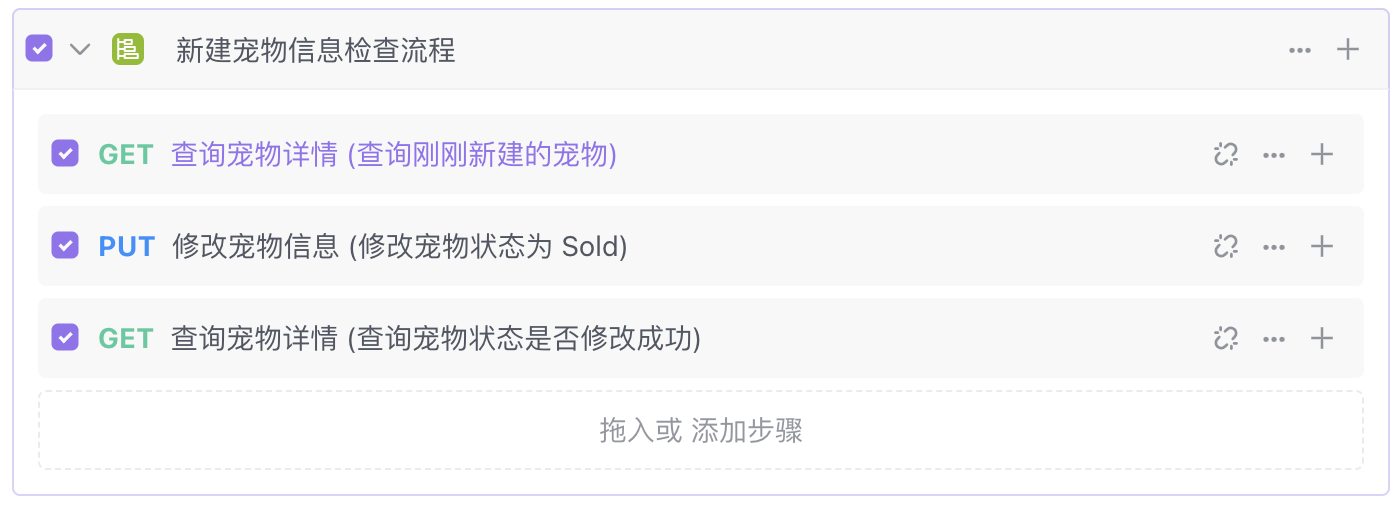 新建宠物信息检查流程
GET 查询宠物详情 (查询刚刚新建的宠物)
PUT 修改宠物信息 (修改宠物状态为 Sold)
GET 查询宠物详情 (查询宠物状态是否修改成功)
拖入或 添加步骤